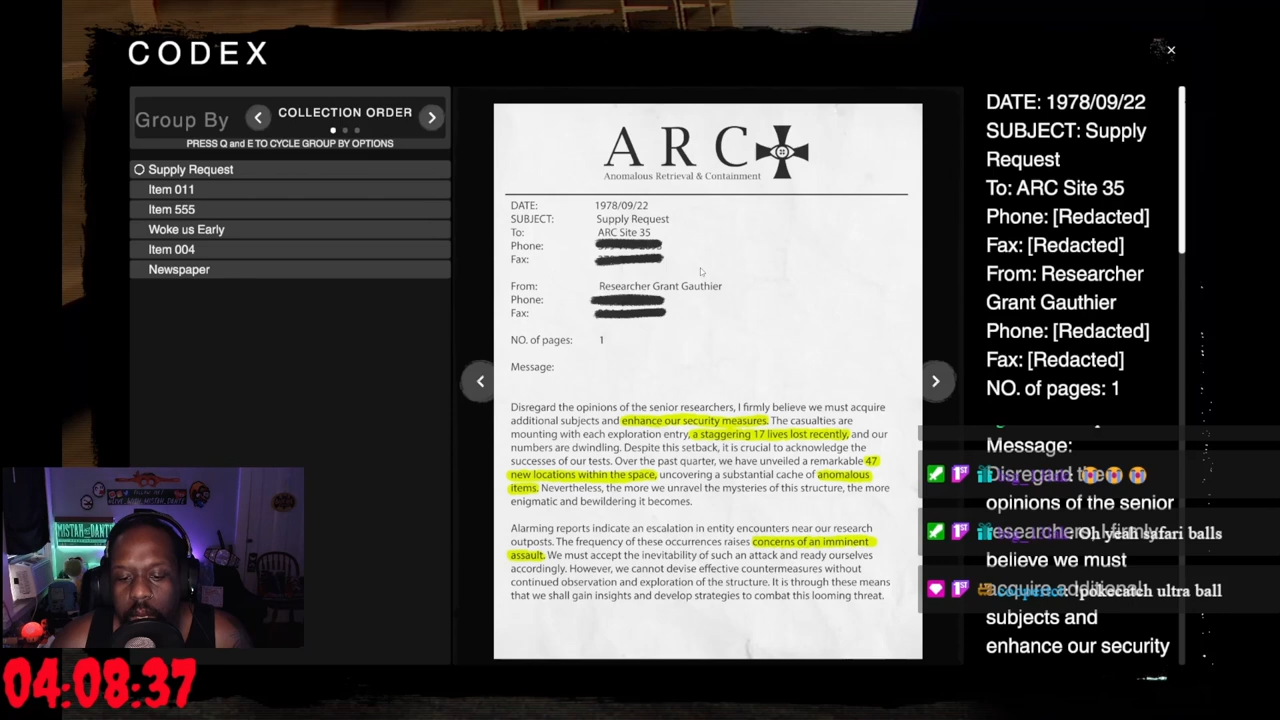 CODEX
Group By
COLLECTION ORDER
PRESS Q and E TO CYCLE GROUP BY OPTIONS
Supply Request
Item 011
Item 555
Woke us Early
Item 004
Newspaper
ARC
Anomalous Retrieval & Containment
DATE: 1978/09/22
SUBJECT: Supply Request
To: ARC Site 35
Phone:
Fax:
From: Researcher Grant Gauthier
Phone:
Fax:
NO. of pages: 1
Message:
Disregard the opinions of the senior researchers, I firmly believe we must acquire
additional subjects and enhance our security measures. The casualties are
mounting with each exploration entry, a staggering 17 lives lost recently, and our
numbers are dwindling. Despite this setback, it is crucial to acknowledge the
successes of our tests. Over the past quarter, we have unveiled a remarkable 47
new locations within the space, uncovering a substantial cache of anomalous
items. Nevertheless, the more we unravel the mysteries of this structure, the more
enigmatic and bewildering it becomes.
Alarming reports indicate an escalation in entity encounters near our research
outposts. The frequency of these occurrences raises concerns of an imminent
assault. We must accept the inevitability of such an attack and ready ourselves
accordingly. However, we cannot devise effective countermeasures without
continued observation and exploration of the structure. It is through these means
that we shall gain insights and develop strategies to combat this looming threat.
DATE: 1978/09/22
SUBJECT: Supply
Request
To: ARC Site 35
Phone: [Redacted]
Fax: [Redacted]
From: Researcher
Grant Gauthier
Phone: [Redacted]
Fax: [Redacted]
NO. of pages: 1
Message:
Disregard the
opinions of the senior
researchers, I firmly
: Oh yeah safari balls
believe we must
acquire additional
: !pokecatch ultra ball
subjects and
enhance our security
MISTAH
04:08:37